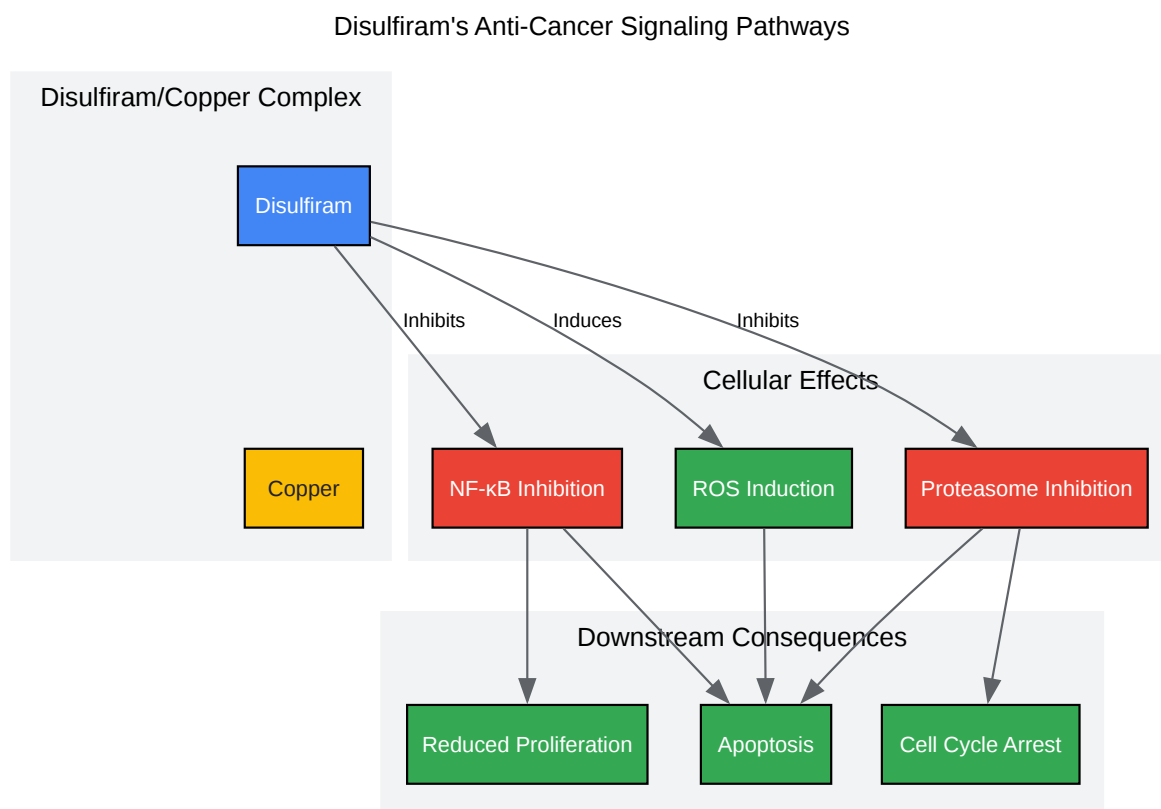 Disulfiram's Anti-Cancer Signaling Pathways
Disulfiram/Copper Complex
Disulfiram
Inhibits
Induces
Inhibits
Cellular Effects
Copper
NF-κB Inhibition
ROS Induction
Proteasome Inhibition
Downstream Consequences
Reduced Proliferation
Apoptosis
Cell Cycle Arrest